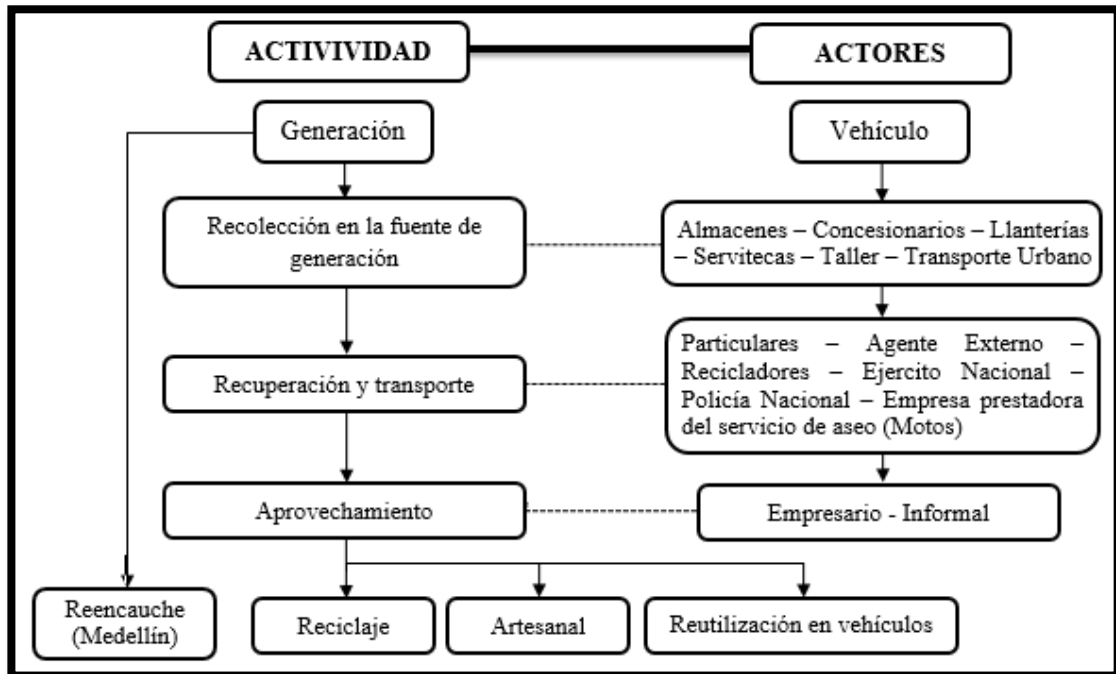 ACTIVIVIDAD
ACTORES
Generación
Vehículo
Recolección en la fuente de
generación
Almacenes – Concesionarios – Llanterías
– Servitecas – Taller – Transporte Urbano
Recuperación y transporte
Particulares – Agente Externo –
Recicladores – Ejercito Nacional –
Policía Nacional – Empresa prestadora
del servicio de aseo (Motos)
Aprovechamiento
Empresario - Informal
Reencauche
(Medellín)
Reciclaje
Artesanal
Reutilización en vehículos